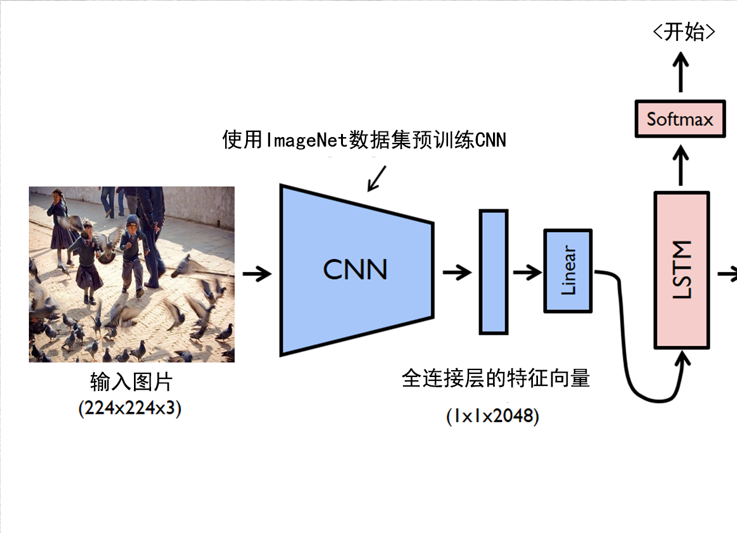 <开始>
Softmax
使用ImageNet数据集预训练CNN
CNN
Linear
LSTM
输入图片
(224x224x3)
全连接层的特征向量
(1x1x2048)